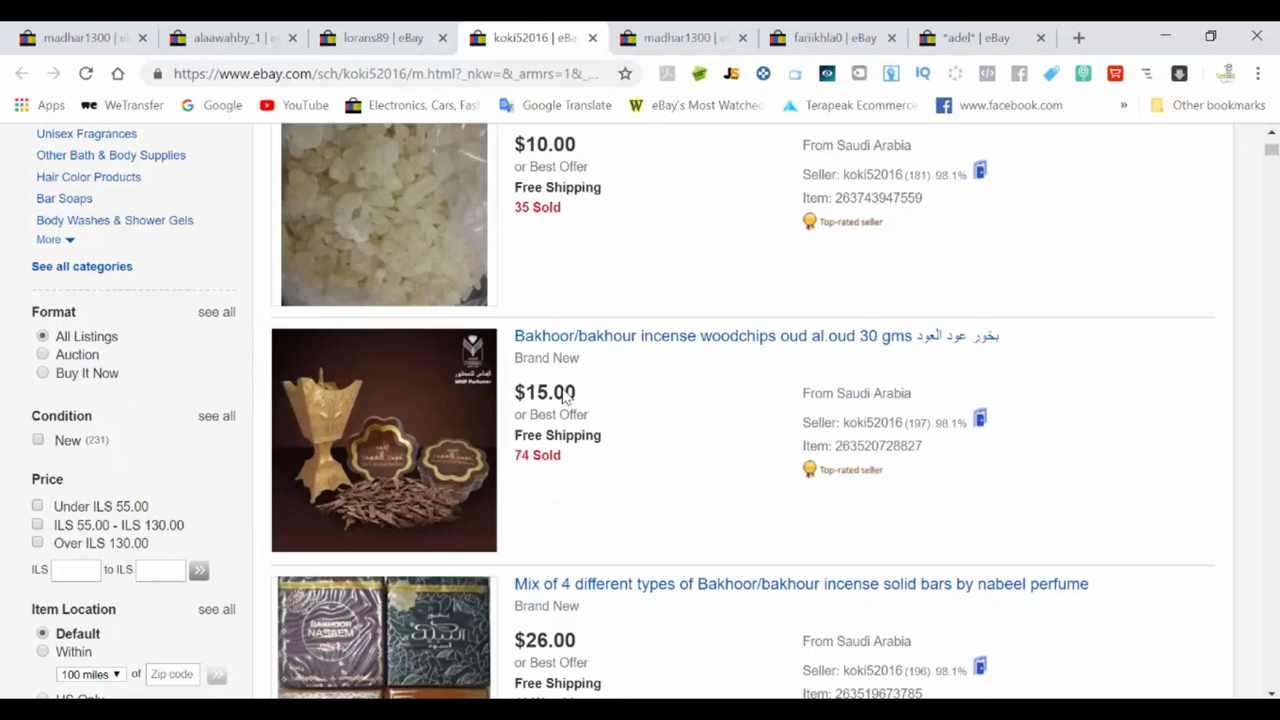 madhar1300 | eB
alaawahby_1 | e
lorans89 | eBay
koki52016 | eBa
madhar1300 | eB
fariikhla0 | eBay
*adel* | eBay
https://www.ebay.com/sch/koki52016/m.html?_nkw=&_armrs=1&_...
JS
IQ
Apps
WeTransfer
Google
YouTube
Electronics, Cars, Fas
Google Translate
eBay's Most Watche
Terapeak Ecommerce
www.facebook.com
»
Other bookmarks
Unisex Fragrances
Other Bath & Body Supplies
Hair Color Products
Bar Soaps
Body Washes & Shower Gels
More
See all categories
Format
see all
All Listings
Auction
Buy It Now
Condition
see all
New (231)
Price
Under ILS 55.00
ILS 55.00 - ILS 130.00
Over ILS 130.00
ILS
to ILS
Item Location
see all
Default
Within
100 miles
of
Zip code
$10.00
or Best Offer
Free Shipping
35 Sold
From Saudi Arabia
Seller: koki52016 (181) 98.1%
Item: 263743947559
Top-rated seller
Bakhoor/bakhour incense woodchips oud al.oud 30 gms بخور عود العود
Brand New
$15.00
or Best Offer
Free Shipping
74 Sold
From Saudi Arabia
Seller: koki52016 (197) 98.1%
Item: 263520728827
Top-rated seller
Mix of 4 different types of Bakhoor/bakhour incense solid bars by nabeel perfume
Brand New
$26.00
or Best Offer
Free Shipping
From Saudi Arabia
Seller: koki52016 (196) 98.1%
Item: 263519673785
BAKHOOR
NASAEM